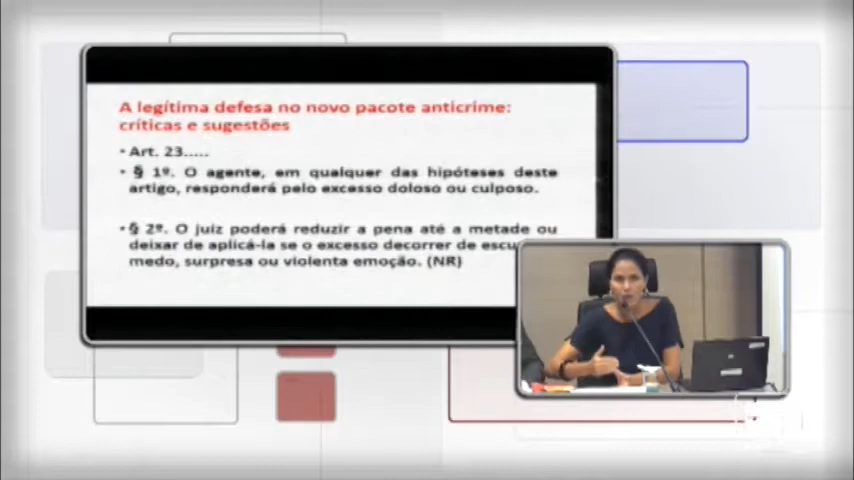 A legítima defesa no novo pacote anticrime:
críticas e sugestões
• Art. 23.....
• § 1º. O agente, em qualquer das hipóteses deste
artigo, responderá pelo excesso doloso ou culposo.
• § 2º. O juiz poderá reduzir a pena até a metade ou
deixar de aplicá-la se o excesso decorrer de
medo, surpresa ou violenta emoção. (NR)